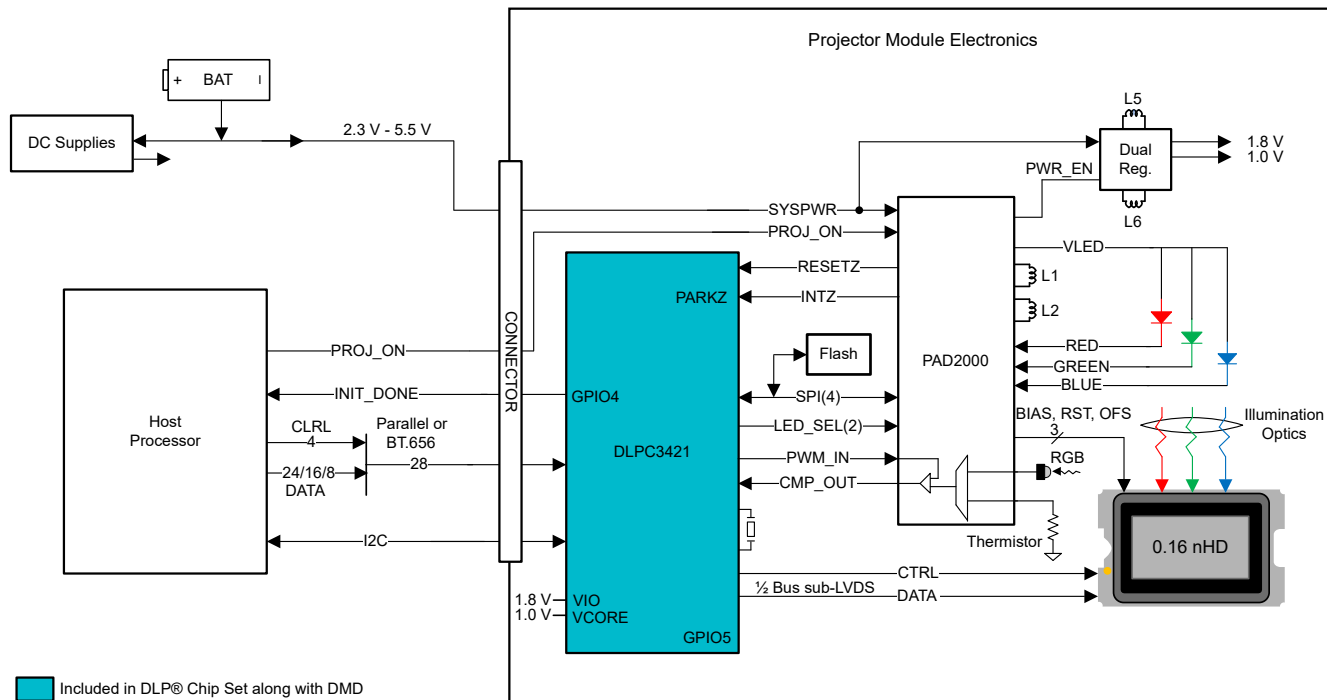 Projector Module Electronics
+ BAT I
DC Supplies
2.3 V - 5.5 V
L5
Dual
Reg.
1.8 V
1.0 V
PWR_EN
L6
SYSPWR
PROJ_ON
VLED
RESETZ
PARKZ
INTZ
L1
L2
CONNECTOR
PROJ_ON
Flash
PAD2000
RED
GREEN
BLUE
INIT_DONE
GPIO4
SPI(4)
Host
Processor
CLRL
4
Parallel or
BT.656
28
24/16/8
DATA
DLPC3421
LED_SEL(2)
PWM_IN
CMP_OUT
BIAS, RST, OFS
3
RGB
Illumination
Optics
I2C
Thermistor
0.16 nHD
CTRL
½ Bus sub-LVDS
DATA
1.8 V
VIO
1.0 V
VCORE
GPIO5
Included in DLP® Chip Set along with DMD